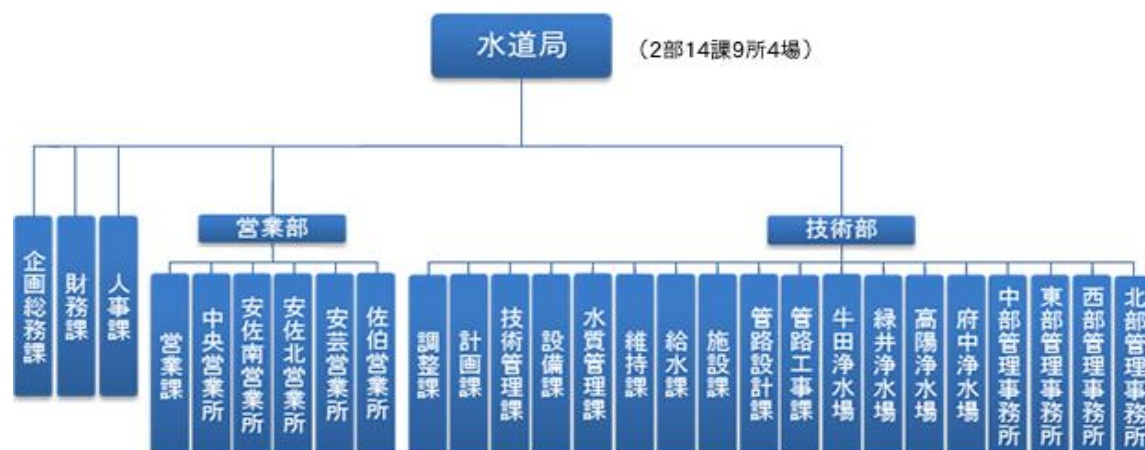 水道局
（2部14課9所4場）
営業部
技術部
企画総務課
財務課
人事課
営業課
中央営業所
安佐南営業所
安佐北営業所
安芸営業所
佐伯営業所
調整課
計画課
技術管理課
設備課
水質管理課
維持課
給水課
施設課
管路設計課
管路工事課
牛田浄水場
緑井浄水場
高陽浄水場
府中浄水場
中部管理事務所
東部管理事務所
西部管理事務所
北部管理事務所